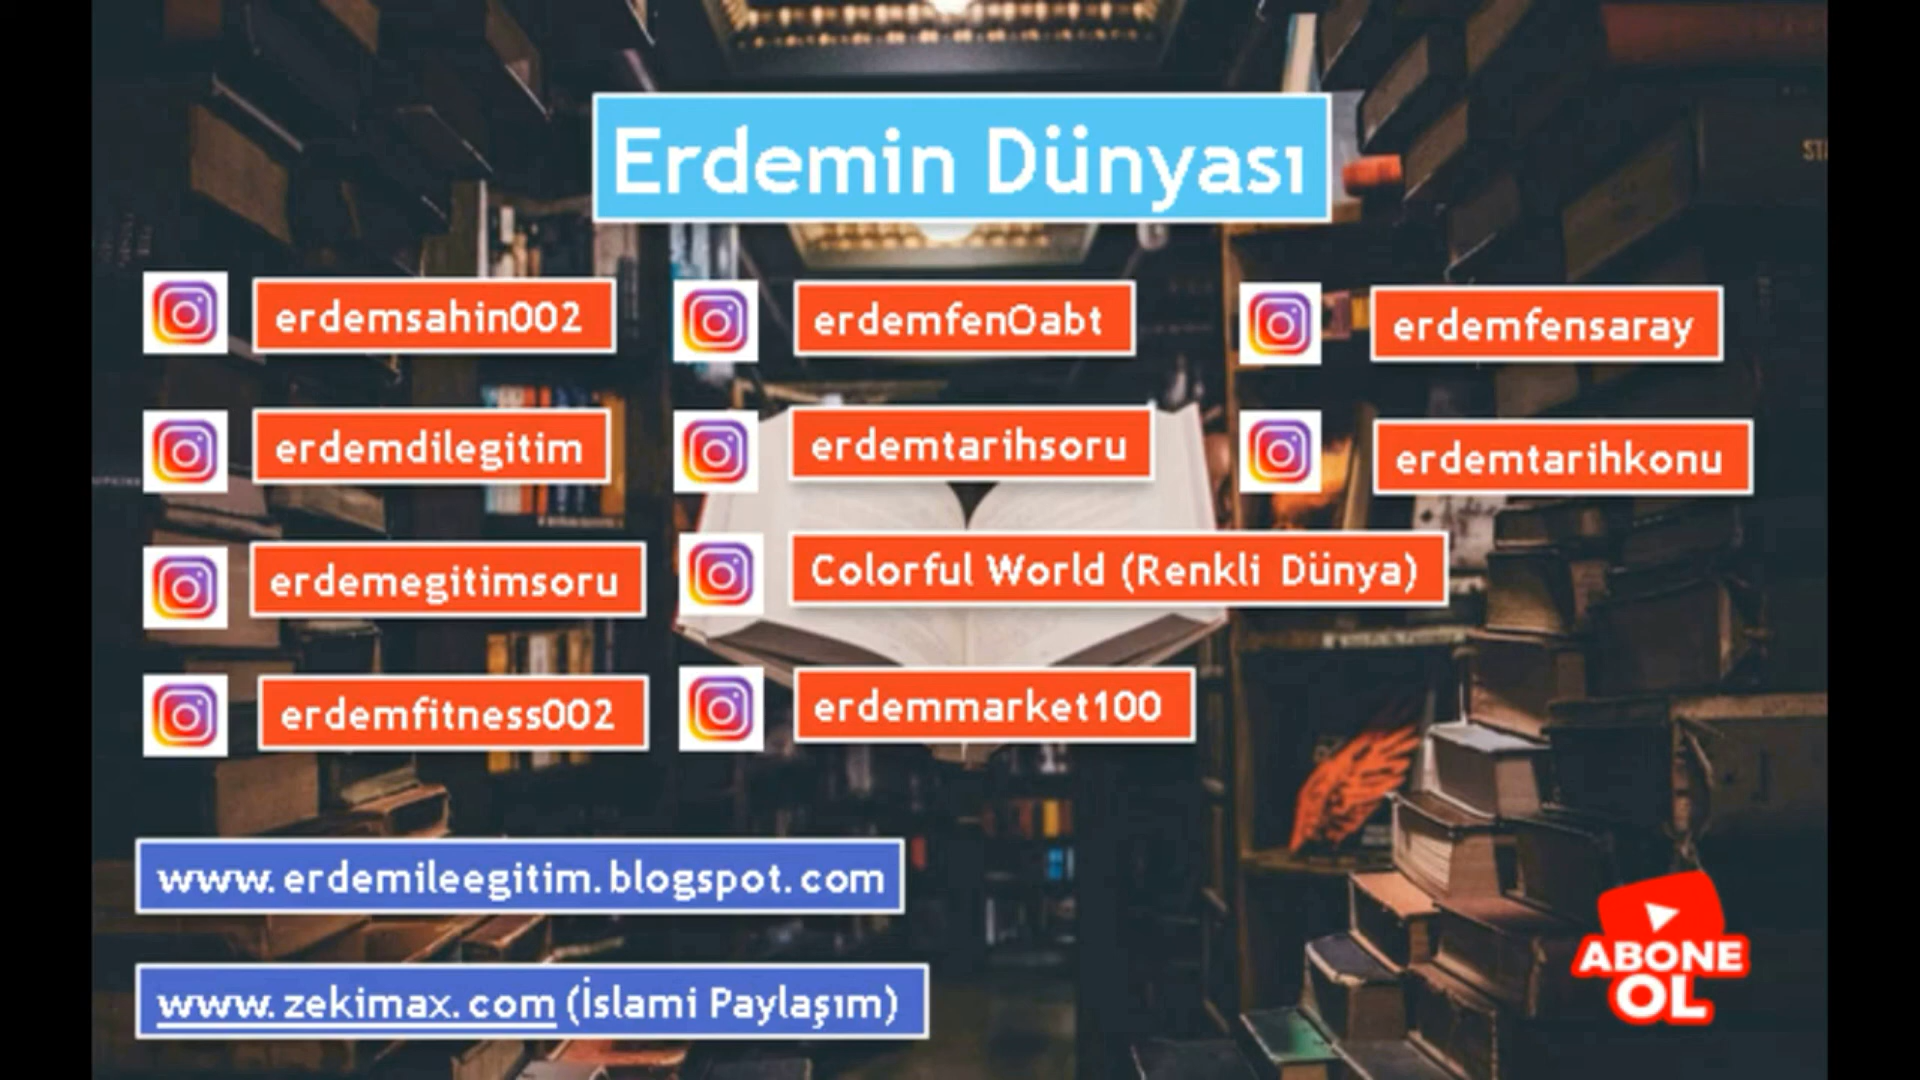 Erdemin Dünyası
erdemsahin002
erdemfenOabt
erdemfensaray
erdemdilegitim
erdemtarihsoru
erdemtarihkonu
erdemegitimsoru
Colorful World (Renkli Dünya)
erdemfitness002
erdemmarket100
www.erdemileegitim.blogspot.com
www.zekimax.com (İslami Paylaşım)
ABONE
OL